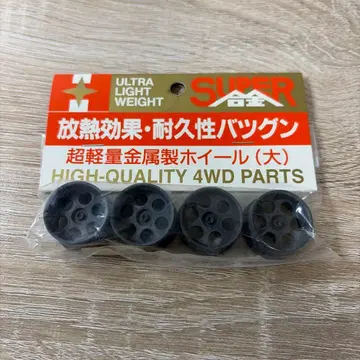 ULTRA
LIGHT
WEIGHT
SUPER
合金
放熱効果・耐久性バツグン
超軽量金属製ホイール(大)
HIGH-QUALITY 4WD PARTS